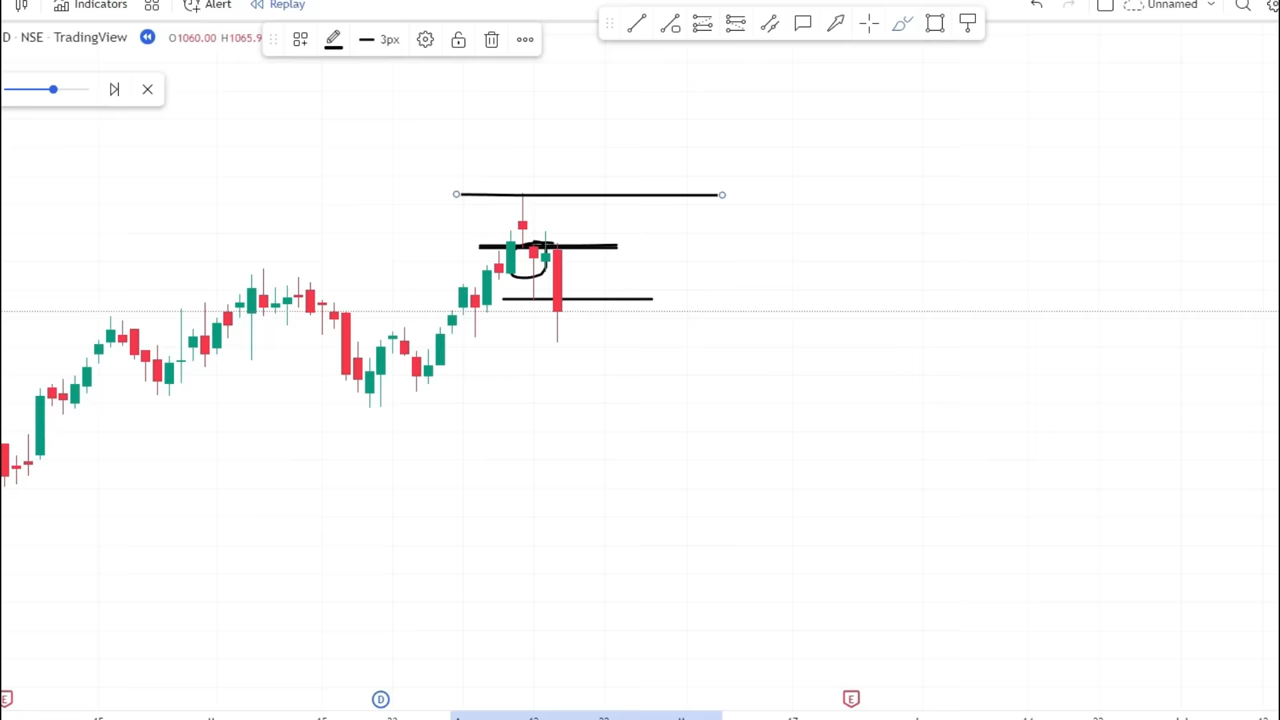 Indicators
Alert
Replay
Unnamed
D · NSE · TradingView
O1060.00 H1065.9
3px
E
D
E